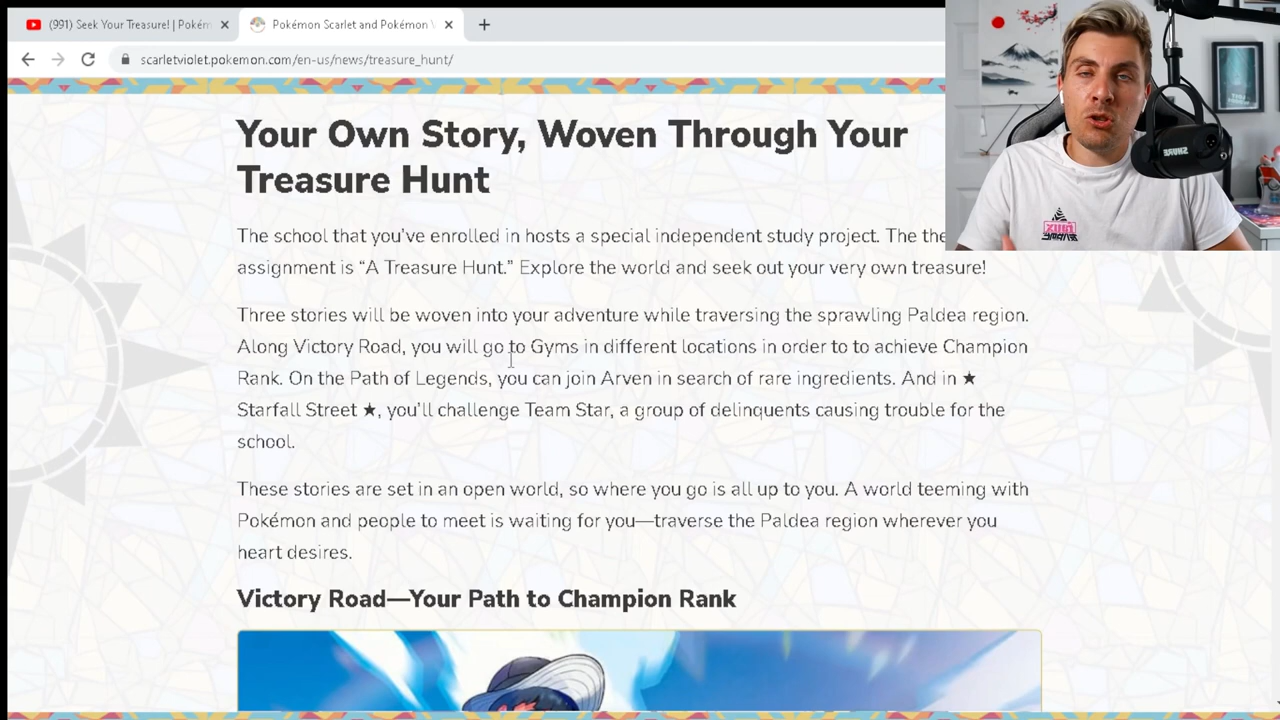 (991) Seek Your Treasure! | Pokém
Pokémon Scarlet and Pokémon V
scarletviolet.pokemon.com/en-us/news/treasure_hunt/
Your Own Story, Woven Through Your
Treasure Hunt
The school that you've enrolled in hosts a special independent study project. The the
assignment is “A Treasure Hunt.” Explore the world and seek out your very own treasure!
Three stories will be woven into your adventure while traversing the sprawling Paldea region.
Along Victory Road, you will go to Gyms in different locations in order to to achieve Champion
Rank. On the Path of Legends, you can join Arven in search of rare ingredients. And in ★
Starfall Street ★, you'll challenge Team Star, a group of delinquents causing trouble for the
school.
These stories are set in an open world, so where you go is all up to you. A world teeming with
Pokémon and people to meet is waiting for you—traverse the Paldea region wherever you
heart desires.
Victory Road—Your Path to Champion Rank
SHURE